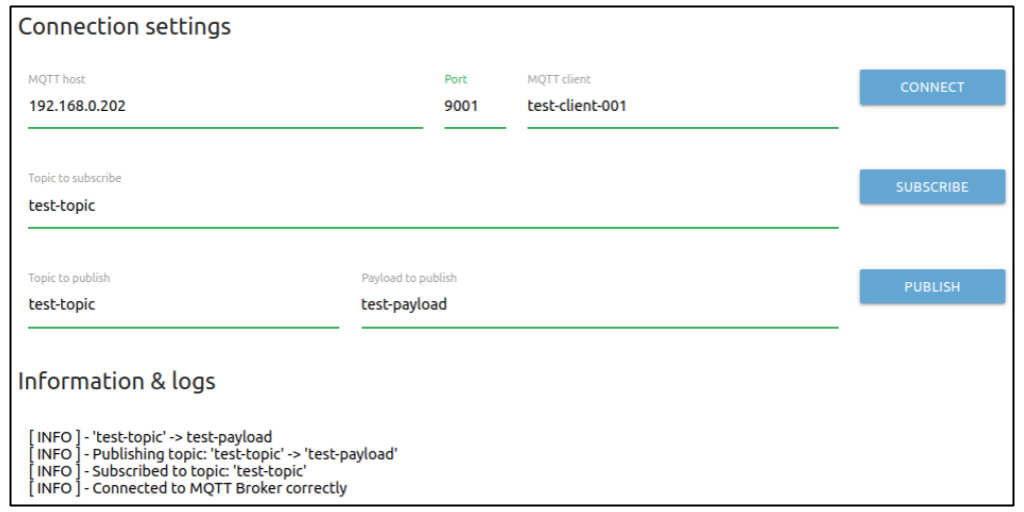 Connection settings
MQTT host Port MQTT client
192.168.0.202 9001 test-client-001 CONNECT
Topic to subscribe
test-topic SUBSCRIBE
Topic to publish Payload to publish
test-topic test-payload PUBLISH
Information & logs
[ INFO ] - 'test-topic' -> test-payload
[ INFO ] - Publishing topic: 'test-topic' -> 'test-payload'
[ INFO ] - Subscribed to topic: 'test-topic'
[ INFO ] - Connected to MQTT Broker correctly